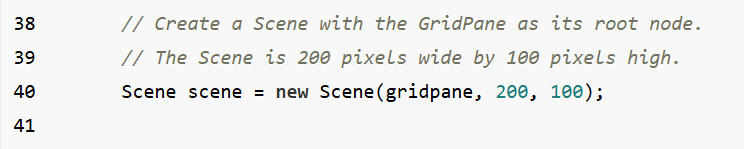 38 // Create a Scene with the GridPane as its root node.
39 // The Scene is 200 pixels wide by 100 pixels high.
40 Scene scene = new Scene(gridpane, 200, 100);
41